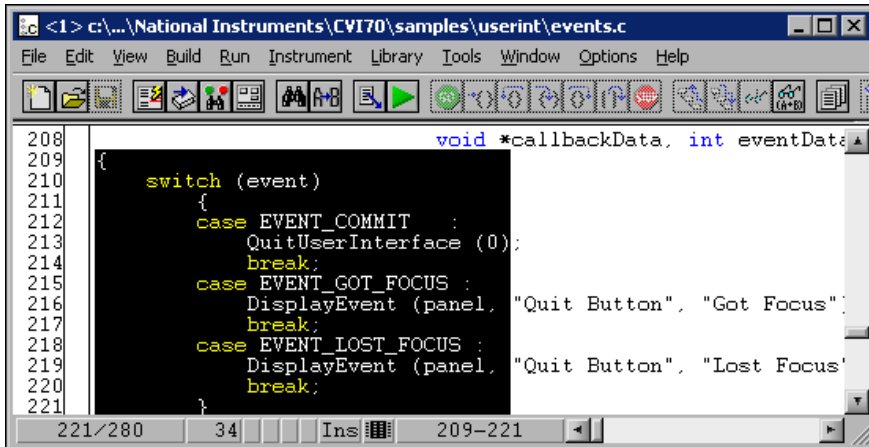 <1> c:\...\National Instruments\CVI70\samples\userint\events.c
File Edit View Build Run Instrument Library Tools Window Options Help
208 void *callbackData, int eventData
209 {
210 switch (event)
211 {
212 case EVENT_COMMIT :
213 QuitUserInterface (0);
214 break;
215 case EVENT_GOT_FOCUS :
216 DisplayEvent (panel, "Quit Button", "Got Focus")
217 break;
218 case EVENT_LOST_FOCUS :
219 DisplayEvent (panel, "Quit Button", "Lost Focus"
220 break;
221 }
221/280 34 Ins 209-221